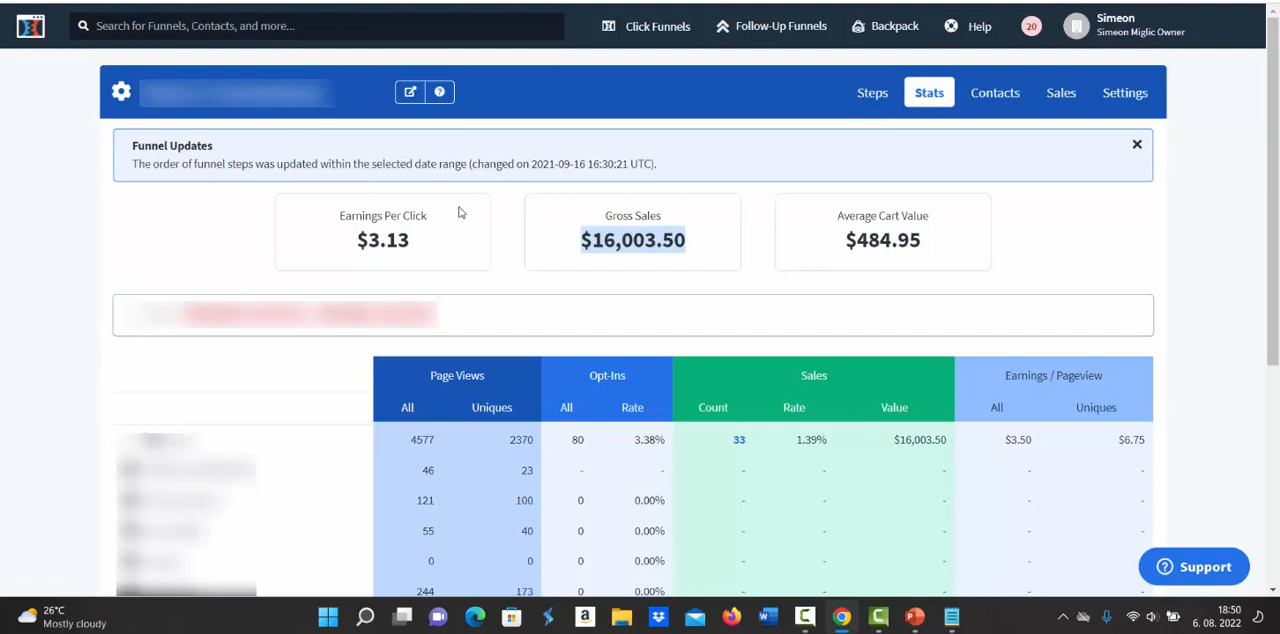 Search for Funnels, Contacts, and more...
Click Funnels
Follow-Up Funnels
Backpack
Help
20
Simeon
Simeon Miglic Owner
Steps
Stats
Contacts
Sales
Settings
Funnel Updates
The order of funnel steps was updated within the selected date range (changed on 2021-09-16 16:30:21 UTC).
Earnings Per Click
$3.13
Gross Sales
$16,003.50
Average Cart Value
$484.95
Page Views Opt-Ins Sales Earnings / Pageview
All Uniques All Rate Count Rate Value All Uniques
4577 2370 80 3.38% 33 1.39% $16,003.50 $3.50 $6.75
46 23 - - - - - - -
121 100 0 0.00% - - - - -
55 40 0 0.00% - - - - -
0 0 0 0.00% - - - - -
244 173 0 0.00% - - - - -
Support
26°C
Mostly cloudy
18:50
6. 08. 2022